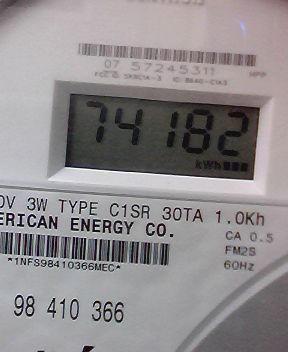 07 57245311
74182
kWh
3W TYPE C1SR 30TA 1.0Kh
ERICAN ENERGY CO.
CA 0.5
FM2S
*1NFS98410366MEC*
60Hz
98 410 366